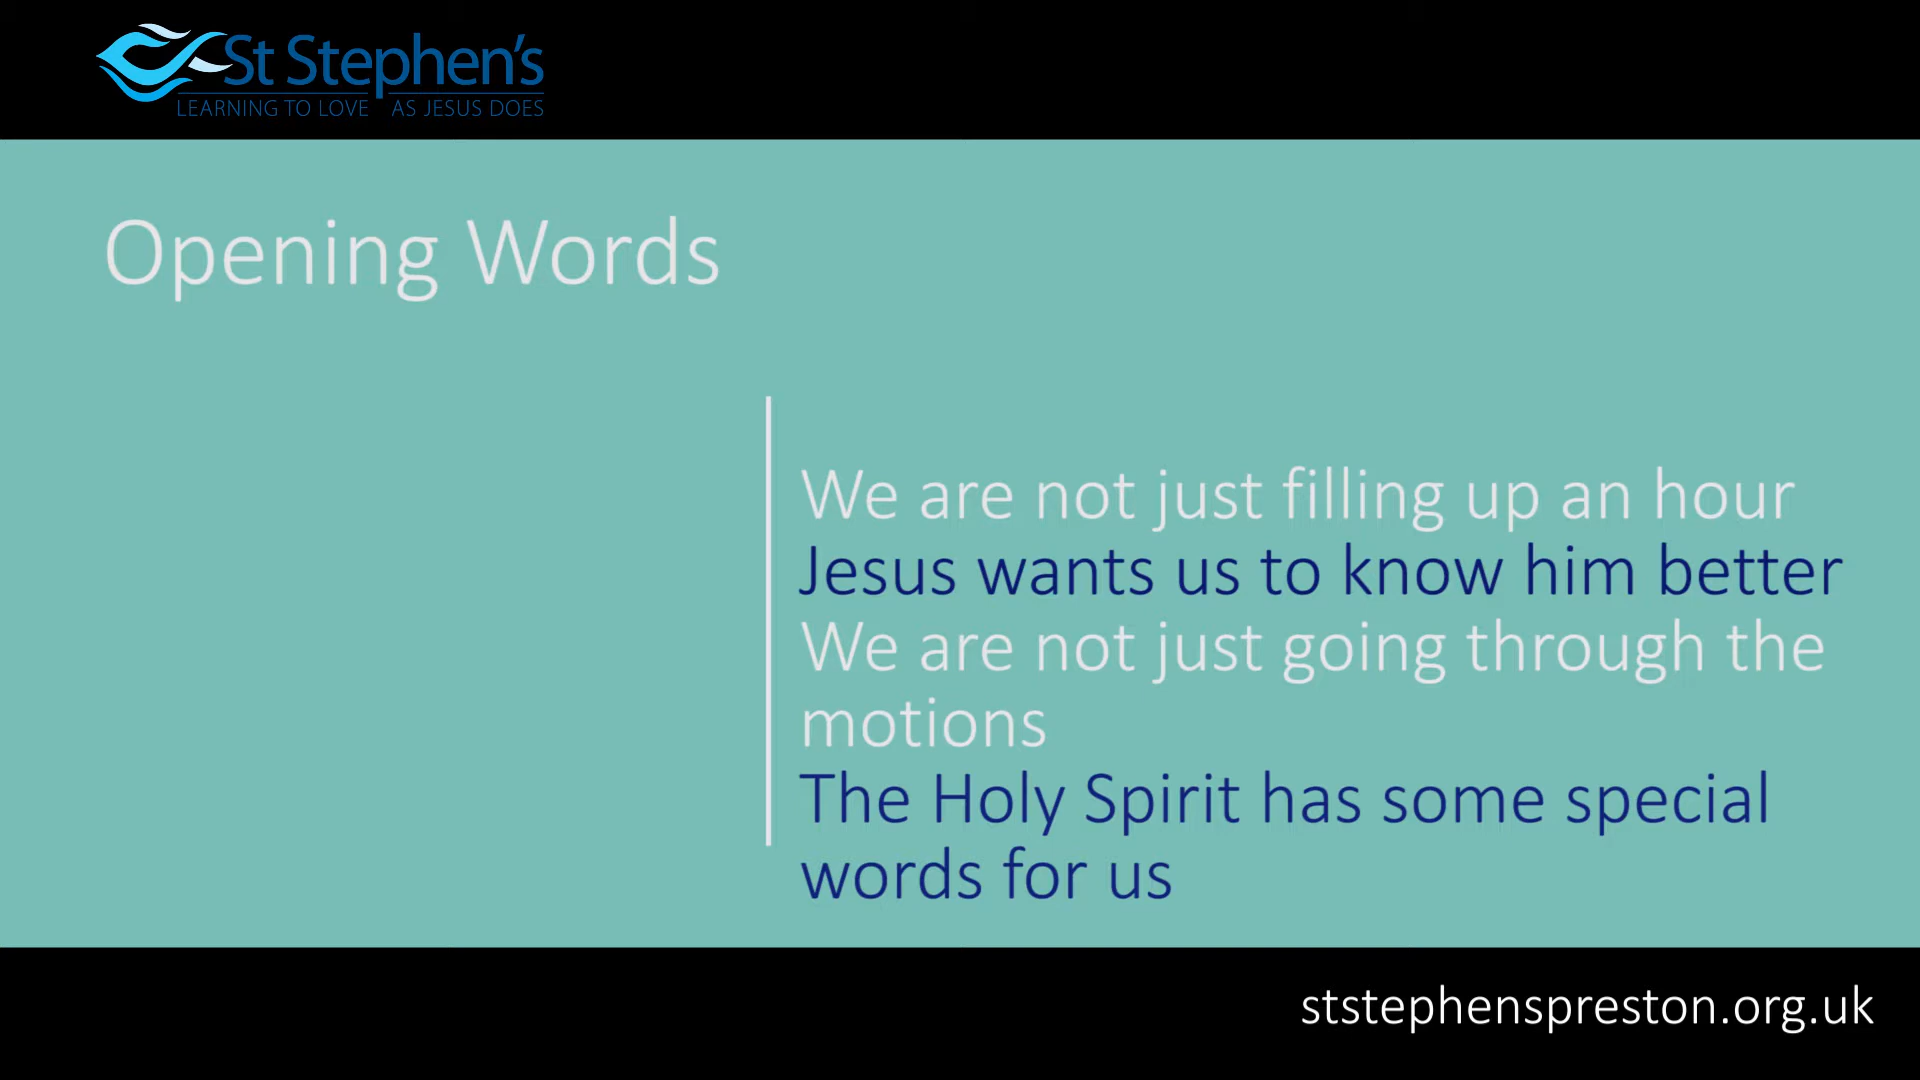 St Stephen's
LEARNING TO LOVE AS JESUS DOES
Opening Words
We are not just filling up an hour
Jesus wants us to know him better
We are not just going through the
motions
The Holy Spirit has some special
words for us
ststephenspreston.org.uk